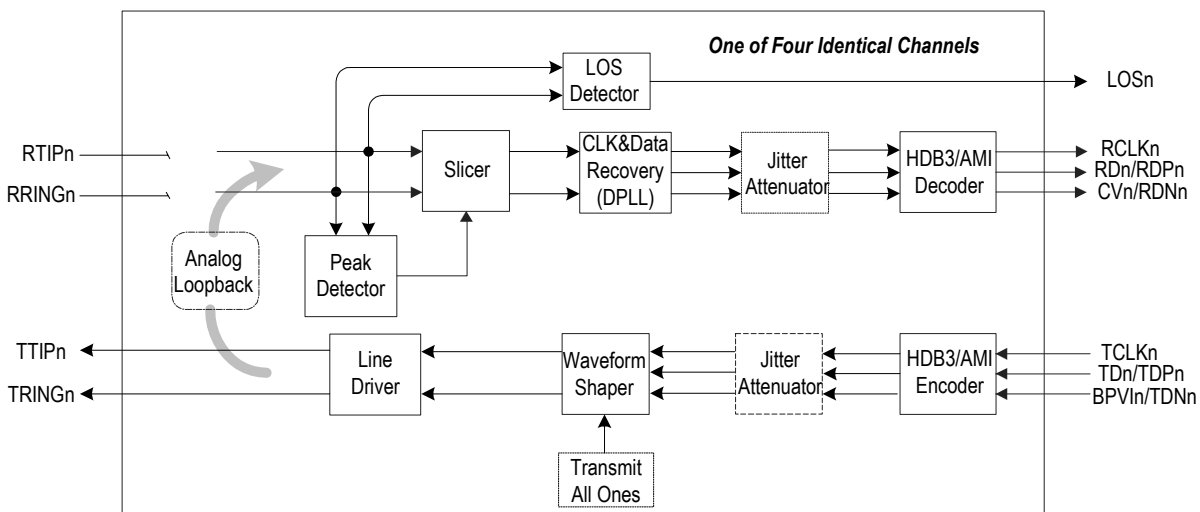 One of Four Identical Channels
LOS
Detector
LOSn
RTIPn
RRINGn
Slicer
CLK&Data
Recovery
(DPLL)
Jitter
Attenuator
HDB3/AMI
Decoder
RCLKn
RDn/RDPn
CVn/RDNn
Analog
Loopback
Peak
Detector
TTIPn
TRINGn
Line
Driver
Waveform
Shaper
Jitter
Attenuator
HDB3/AMI
Encoder
TCLKn
TDn/TDPn
BPVIn/TDNn
Transmit
All Ones